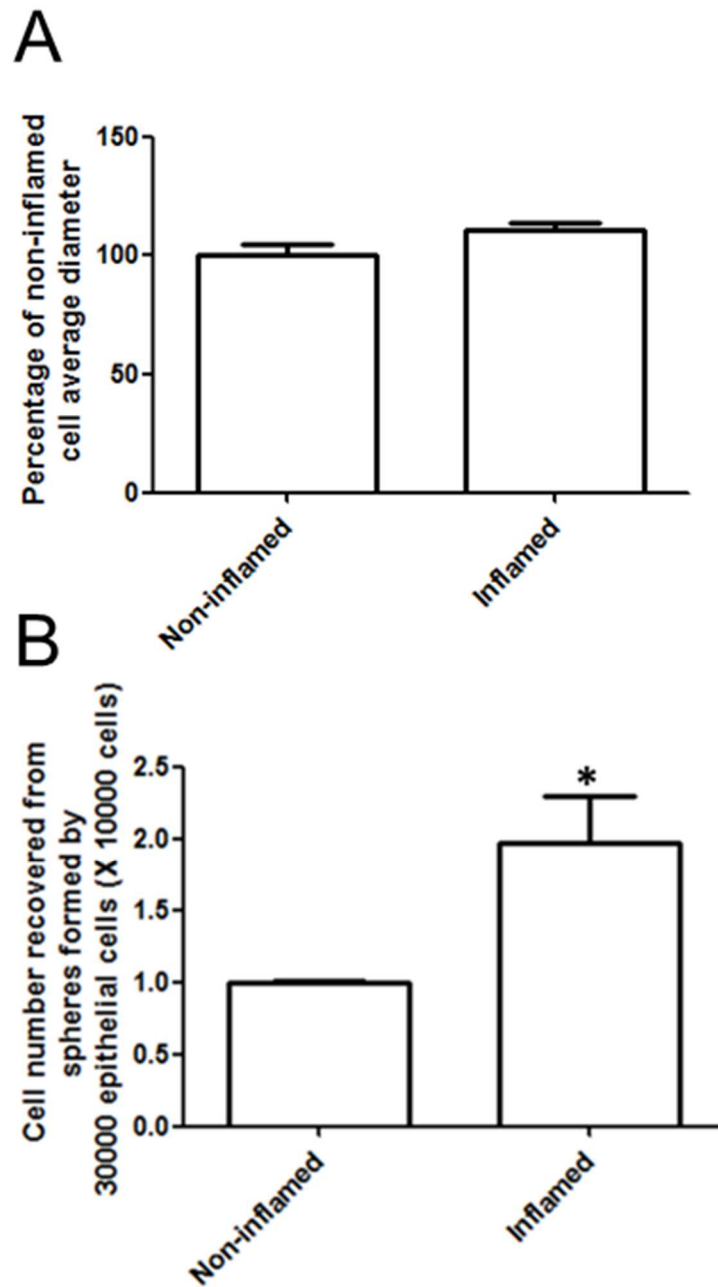 A
Percentage of non-inflamed
cell average diameter
150
100
50
0
Non-inflamed
Inflamed
B
Cell number recovered from
spheres formed by
30000 epithelial cells (X 10000 cells)
2.5
2.0
1.5
1.0
0.5
0.0
*
Non-inflamed
Inflamed